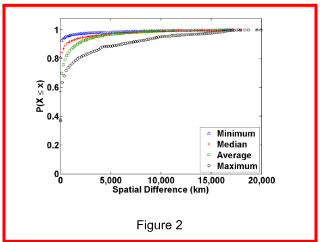 P(X ≤ x)
1
0.8
0.6
0.4
0.2
0
Minimum
Median
Average
Maximum
0 5,000 10,000 15,000 20,000
Spatial Difference (km)
Figure 2